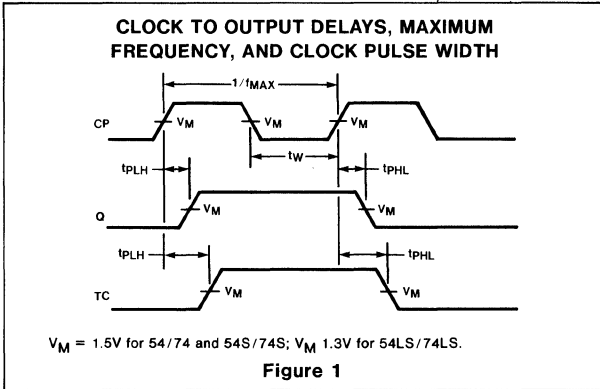 CLOCK TO OUTPUT DELAYS, MAXIMUM
FREQUENCY, AND CLOCK PULSE WIDTH
1/fMAX
CP
VM
VM
VM
tW
tPLH
tPHL
Q
VM
VM
tPLH
tPHL
TC
VM
VM
VM = 1.5V for 54/74 and 54S/74S; VM 1.3V for 54LS/74LS.
Figure 1